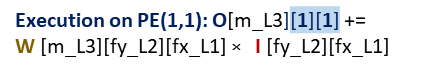 Execution on PE(1,1): O[m_L3][1][1] +=
W [m_L3][fy_L2][fx_L1] × I [fy_L2][fx_L1]